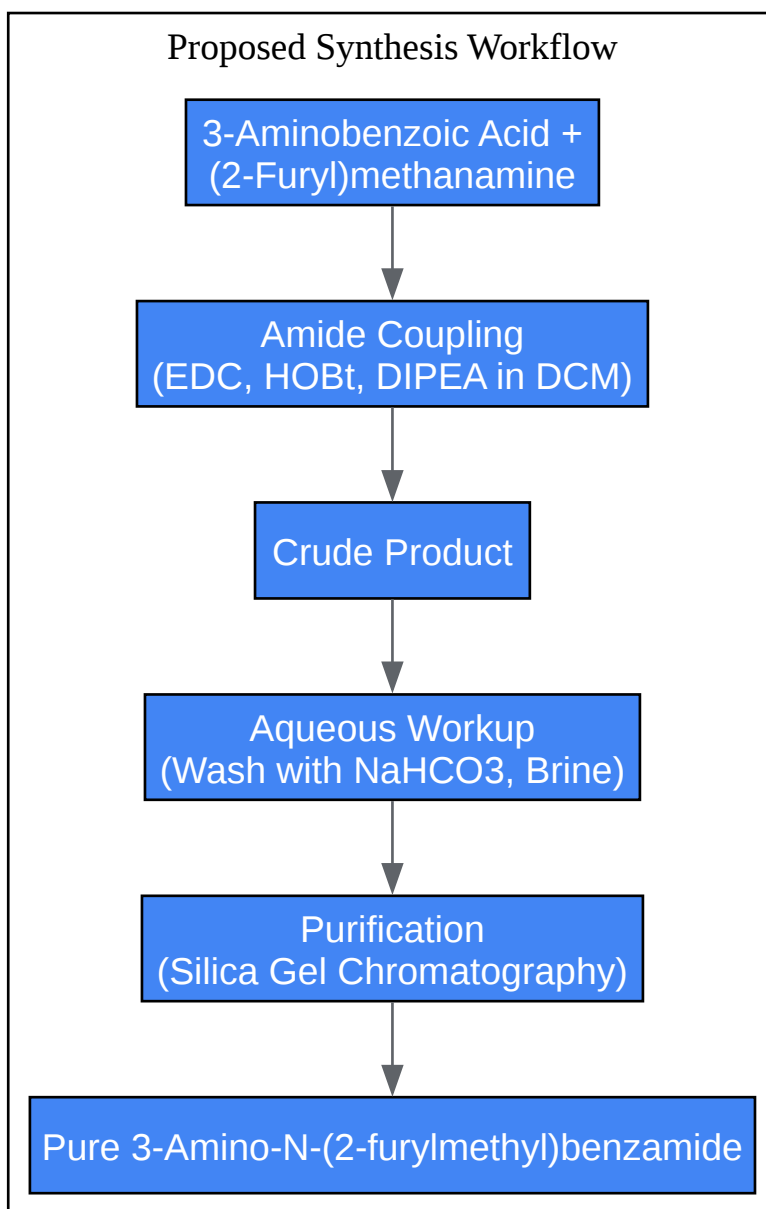 Proposed Synthesis Workflow
3-Aminobenzoic Acid +
(2-Furyl)methanamine
Amide Coupling
(EDC, HOBt, DIPEA in DCM)
Crude Product
Aqueous Workup
(Wash with NaHCO3, Brine)
Purification
(Silica Gel Chromatography)
Pure 3-Amino-N-(2-furylmethyl)benzamide